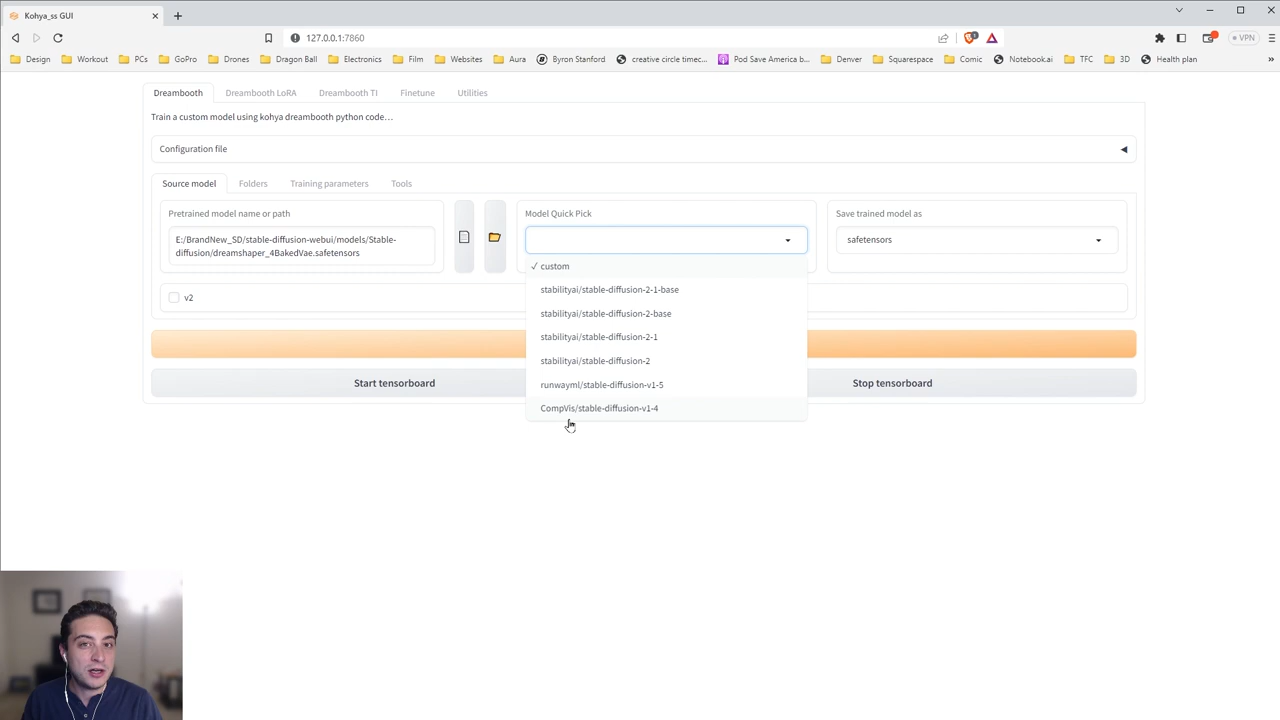 Kohya_ss GUI
127.0.0.1:7860
VPN
Design
Workout
PCs
GoPro
Drones
Dragon Ball
Electronics
Film
Websites
Aura
Byron Stanford
creative circle timec...
Pod Save America b...
Denver
Squarespace
Comic
Notebook.ai
TFC
3D
Health plan
Dreambooth
Dreambooth LoRA
Dreambooth TI
Finetune
Utilities
Train a custom model using kohya dreambooth python code…
Configuration file
Source model
Folders
Training parameters
Tools
Pretrained model name or path
E:/BrandNew_SD/stable-diffusion-webui/models/Stable-
diffusion/dreamshaper_4BakedVae.safetensors
Model Quick Pick
custom
stabilityai/stable-diffusion-2-1-base
stabilityai/stable-diffusion-2-base
stabilityai/stable-diffusion-2-1
stabilityai/stable-diffusion-2
runwayml/stable-diffusion-v1-5
CompVis/stable-diffusion-v1-4
Save trained model as
safetensors
v2
Start tensorboard
Stop tensorboard